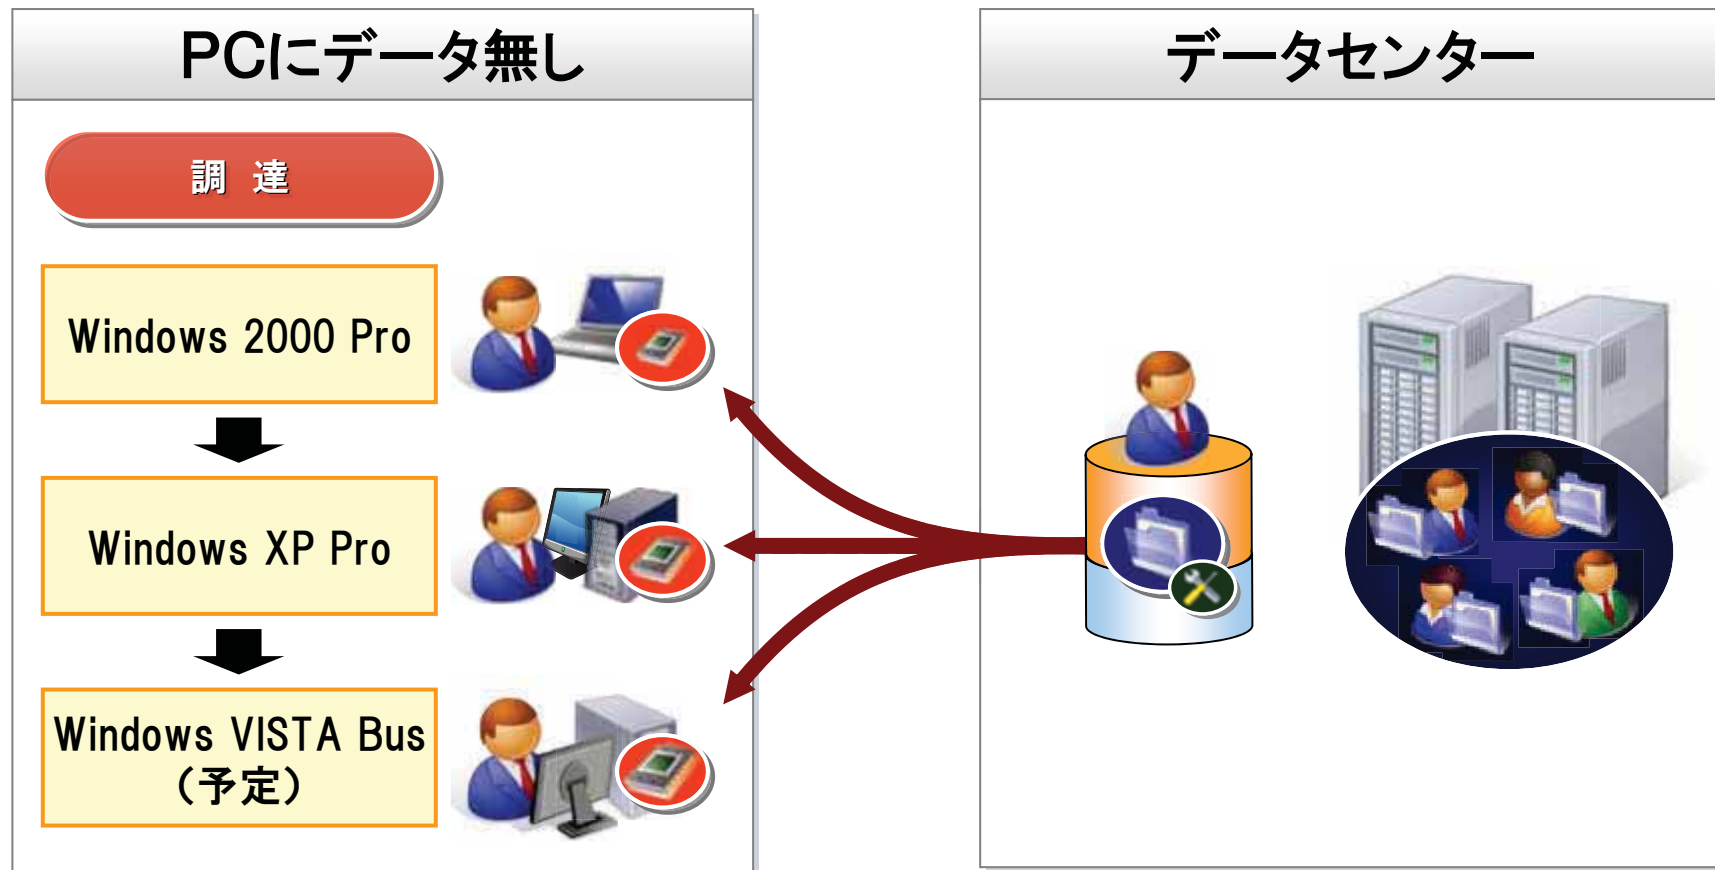 PCにデータ無し
調 達
Windows 2000 Pro
Windows XP Pro
Windows VISTA Bus
（予定）
データセンター